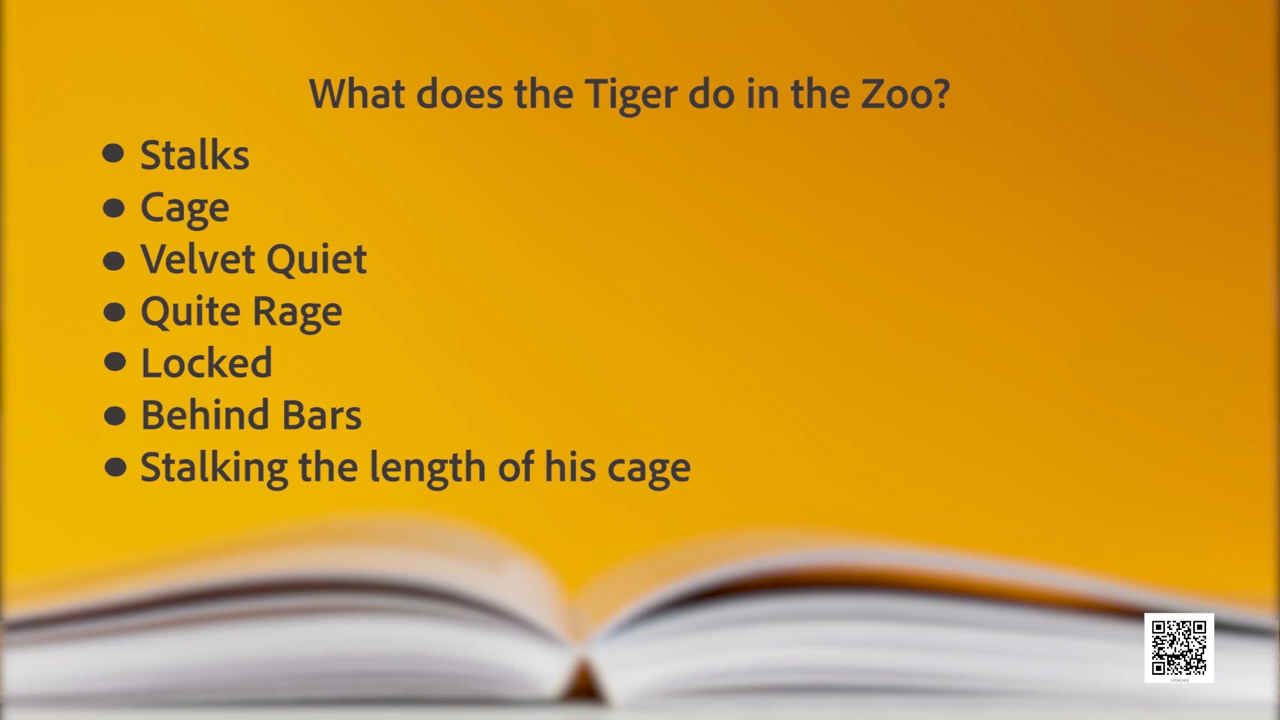 What does the Tiger do in the Zoo?
● Stalks
● Cage
● Velvet Quiet
● Quite Rage
● Locked
● Behind Bars
● Stalking the length of his cage